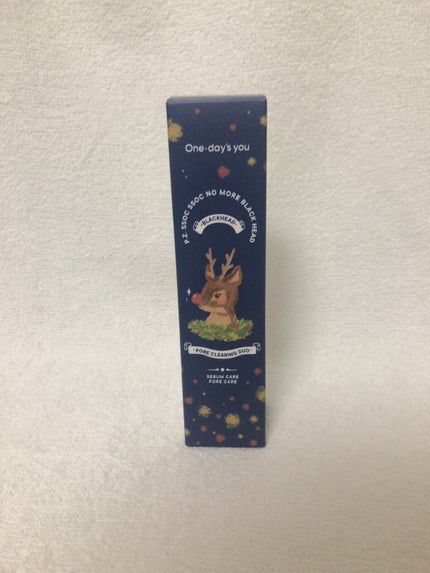 One-day's you
P.Z. SSOC SSOC NO MORE BLACK HEAD
BLACKHEAD
PORE CLEARING DUO
SEBUM CARE
PORE CARE